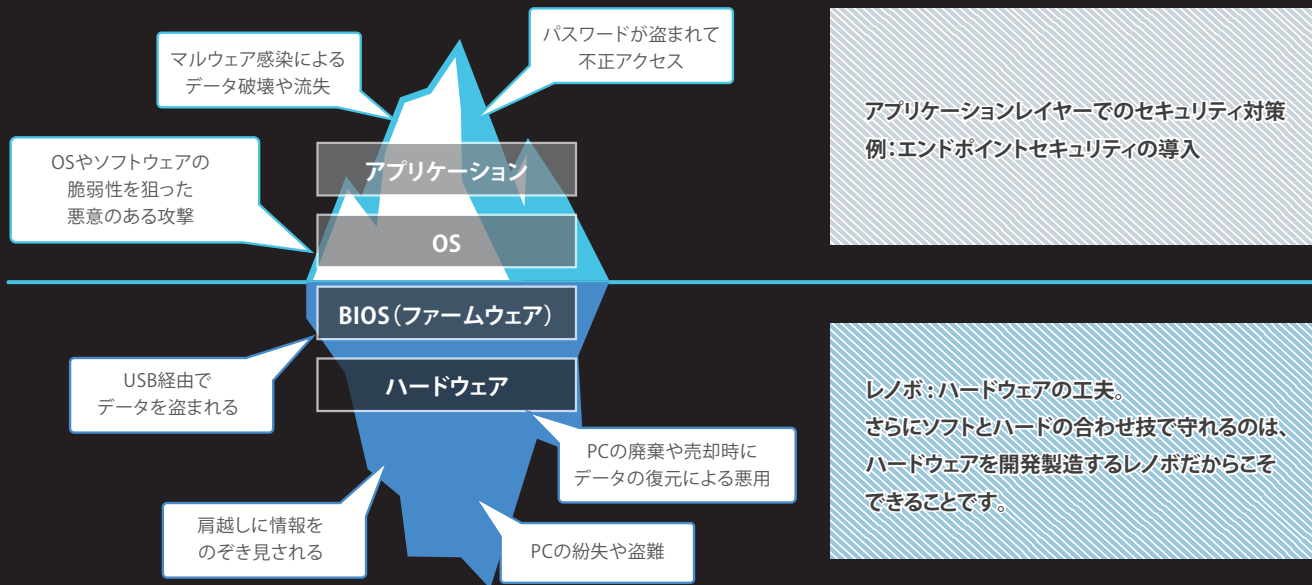 マルウェア感染による
データ破壊や流失
パスワードが盗まれて
不正アクセス
OSやソフトウェアの
脆弱性を狙った
悪意のある攻撃
アプリケーション
OS
BIOS（ファームウェア）
ハードウェア
USB経由で
データを盗まれる
PCの廃棄や売却時に
データの復元による悪用
肩越しに情報を
のぞき見される
PCの紛失や盗難
アプリケーションレイヤーでのセキュリティ対策
例：エンドポイントセキュリティの導入
レノボ：ハードウェアの工夫。
さらにソフトとハードの合わせ技で守れるのは、
ハードウェアを開発製造するレノボだからこそ
できることです。